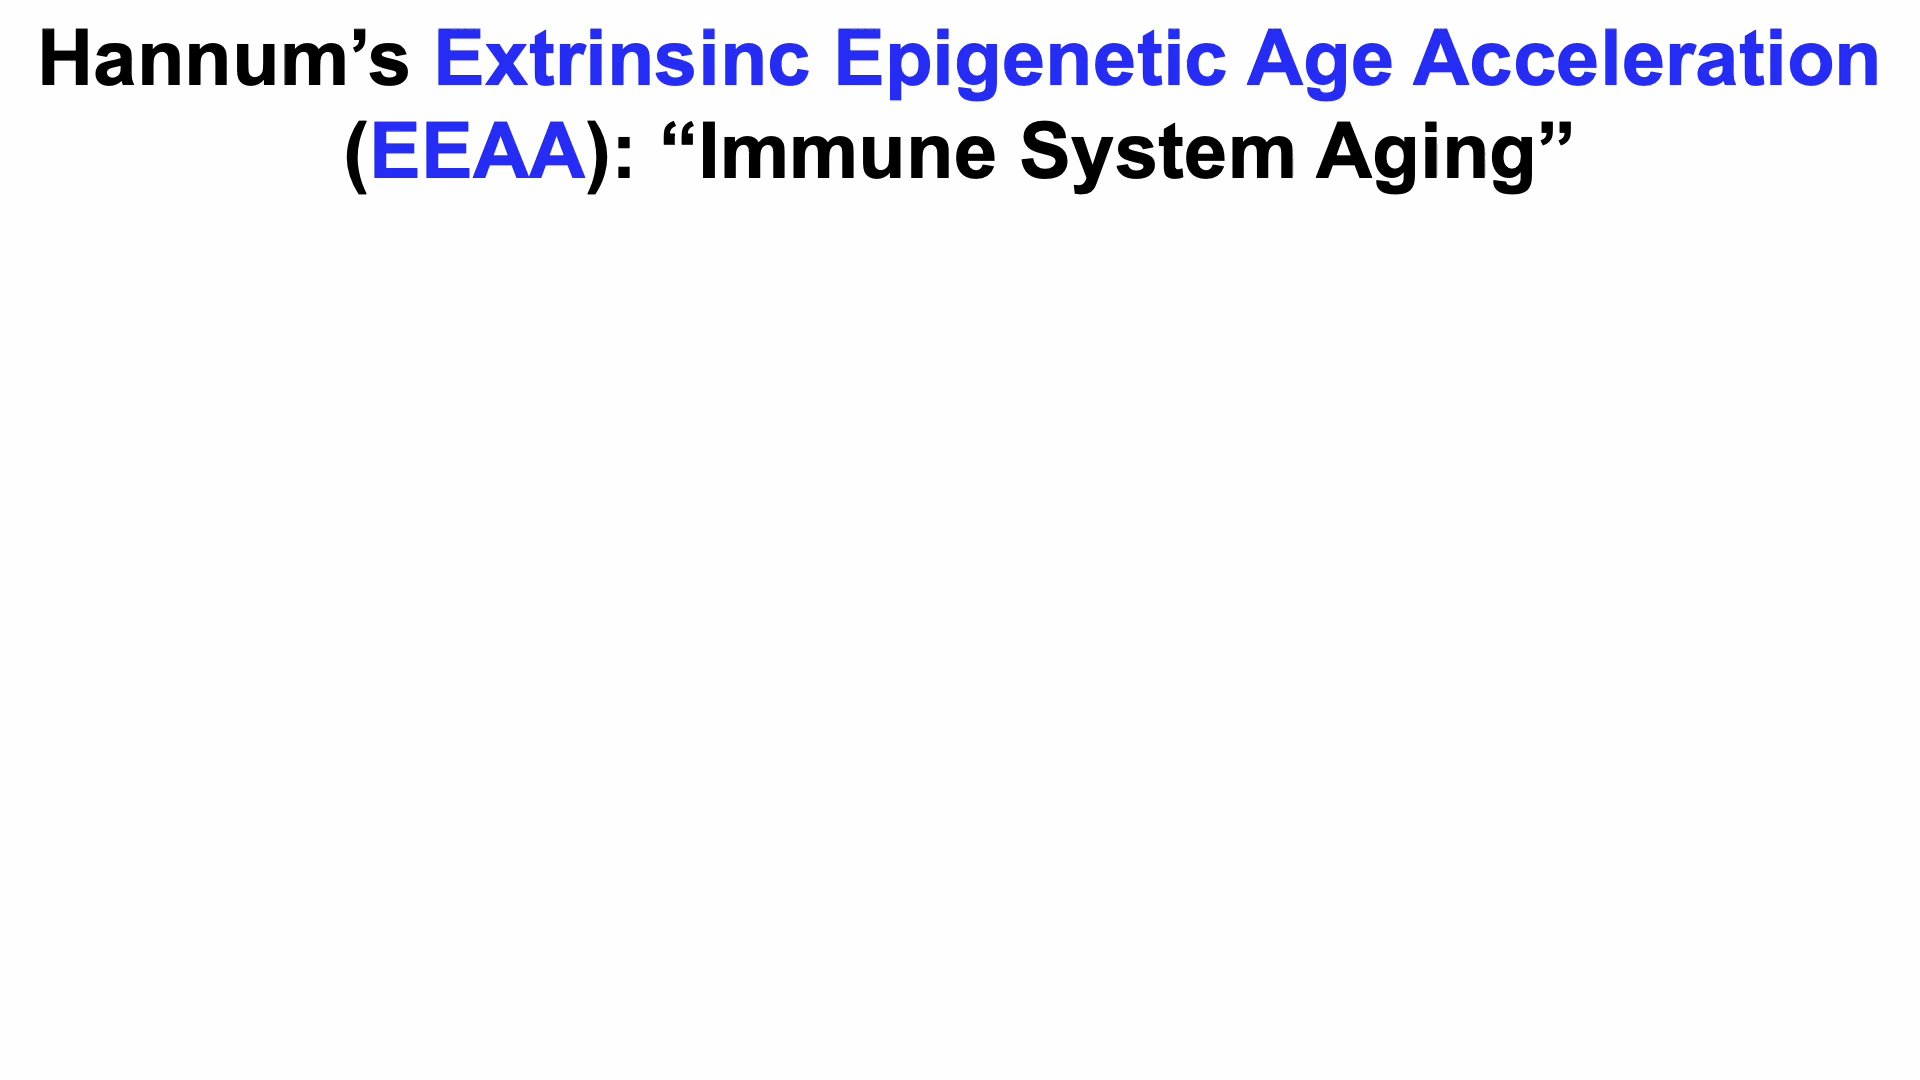 Hannum’s Extrinsinc Epigenetic Age Acceleration
(EEAA): “Immune System Aging”